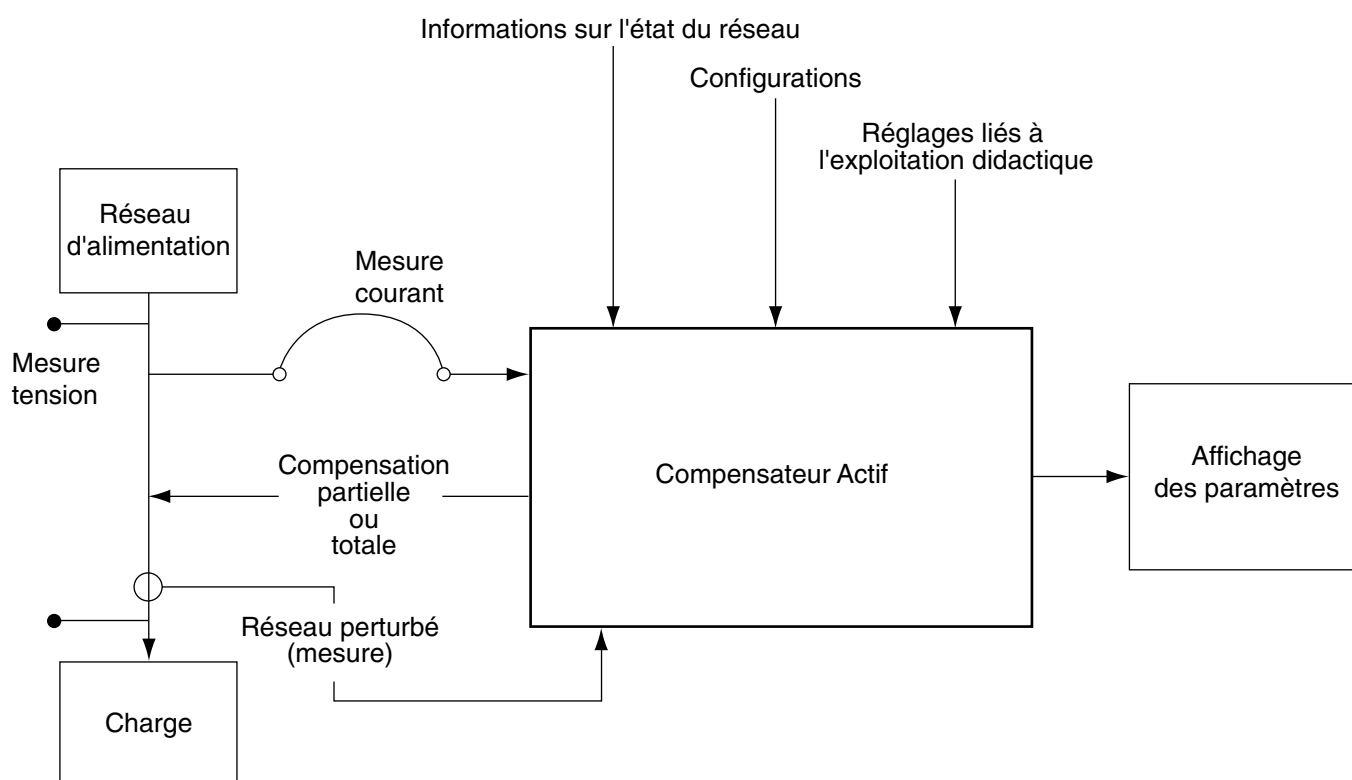 Informations sur l'état du réseau
Configurations
Réglages liés à
l'exploitation didactique
Réseau
d'alimentation
Mesure
courant
Mesure
tension
Compensation
partielle
ou
totale
Compensateur Actif
Affichage
des paramètres
Réseau perturbé
(mesure)
Charge